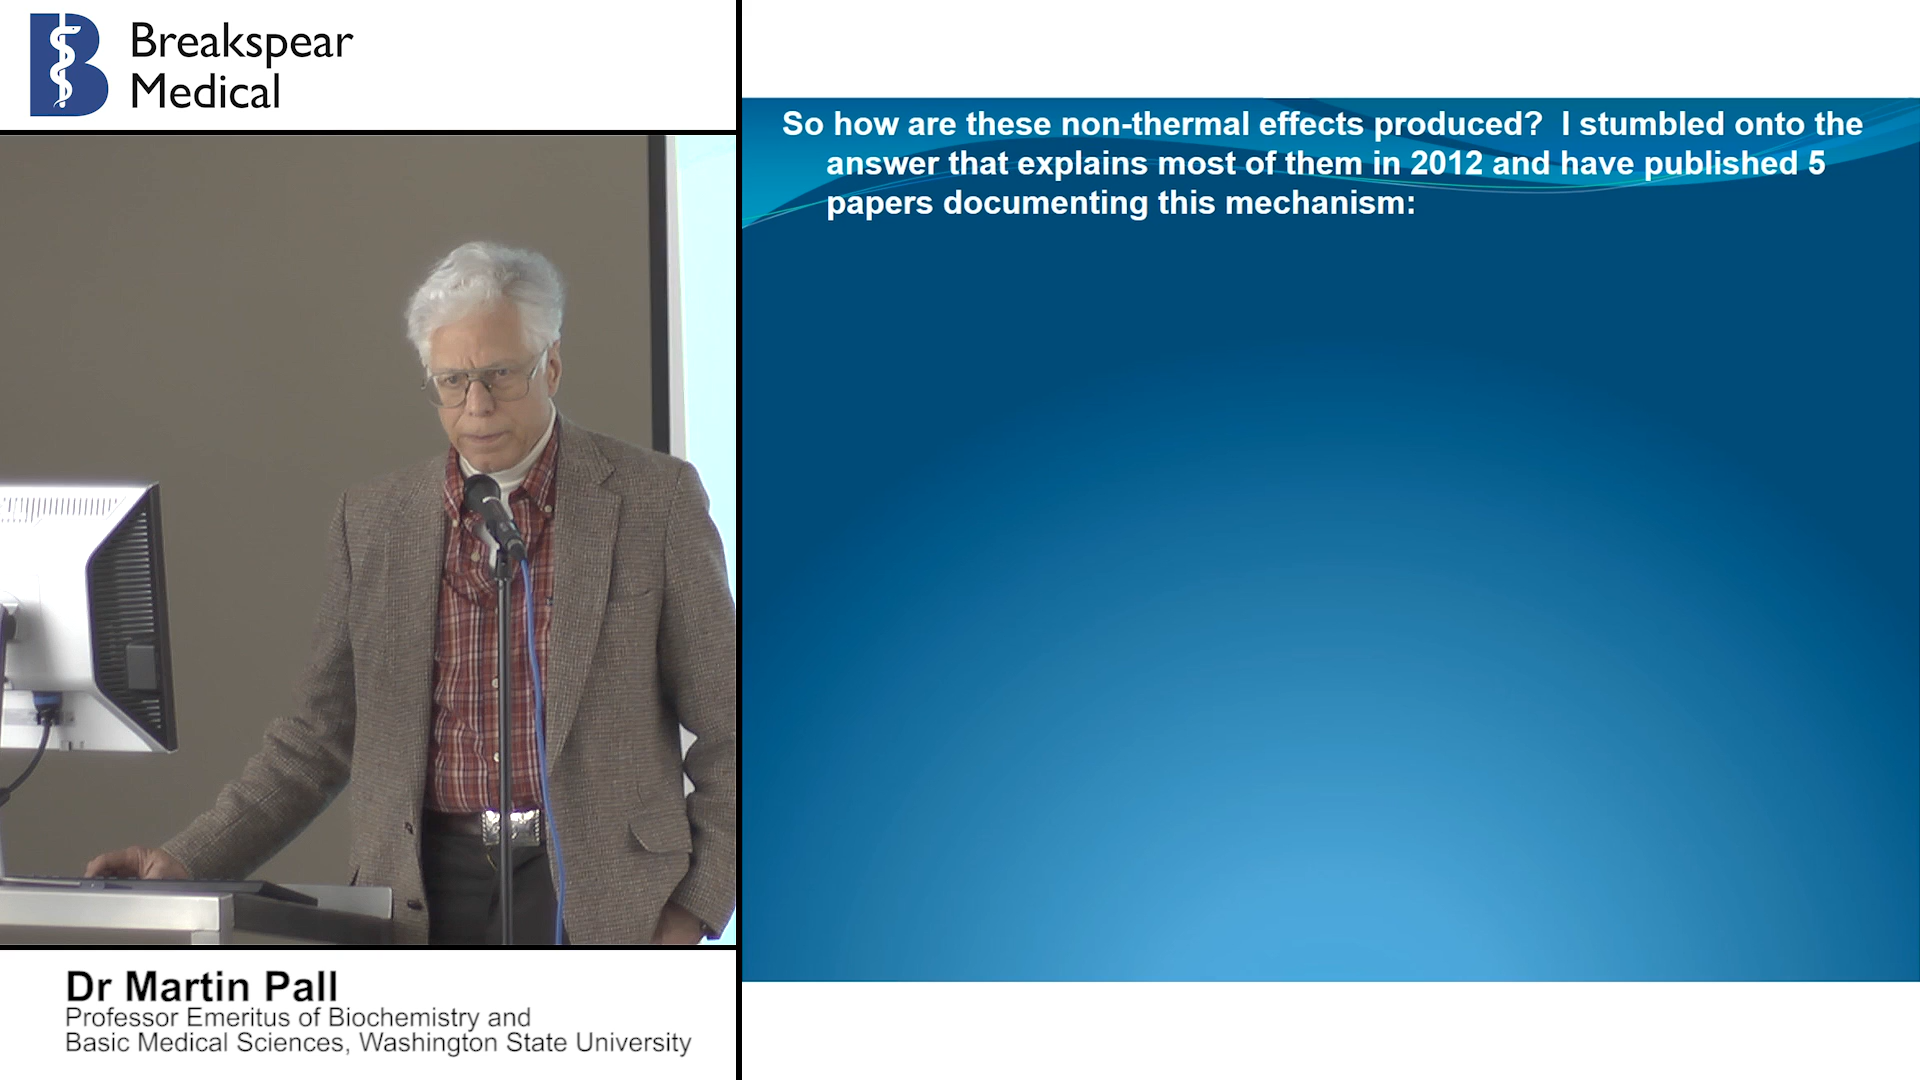 Breakspear
Medical
So how are these non-thermal effects produced?  I stumbled onto the
answer that explains most of them in 2012 and have published 5
papers documenting this mechanism:
Dr Martin Pall
Professor Emeritus of Biochemistry and
Basic Medical Sciences, Washington State University